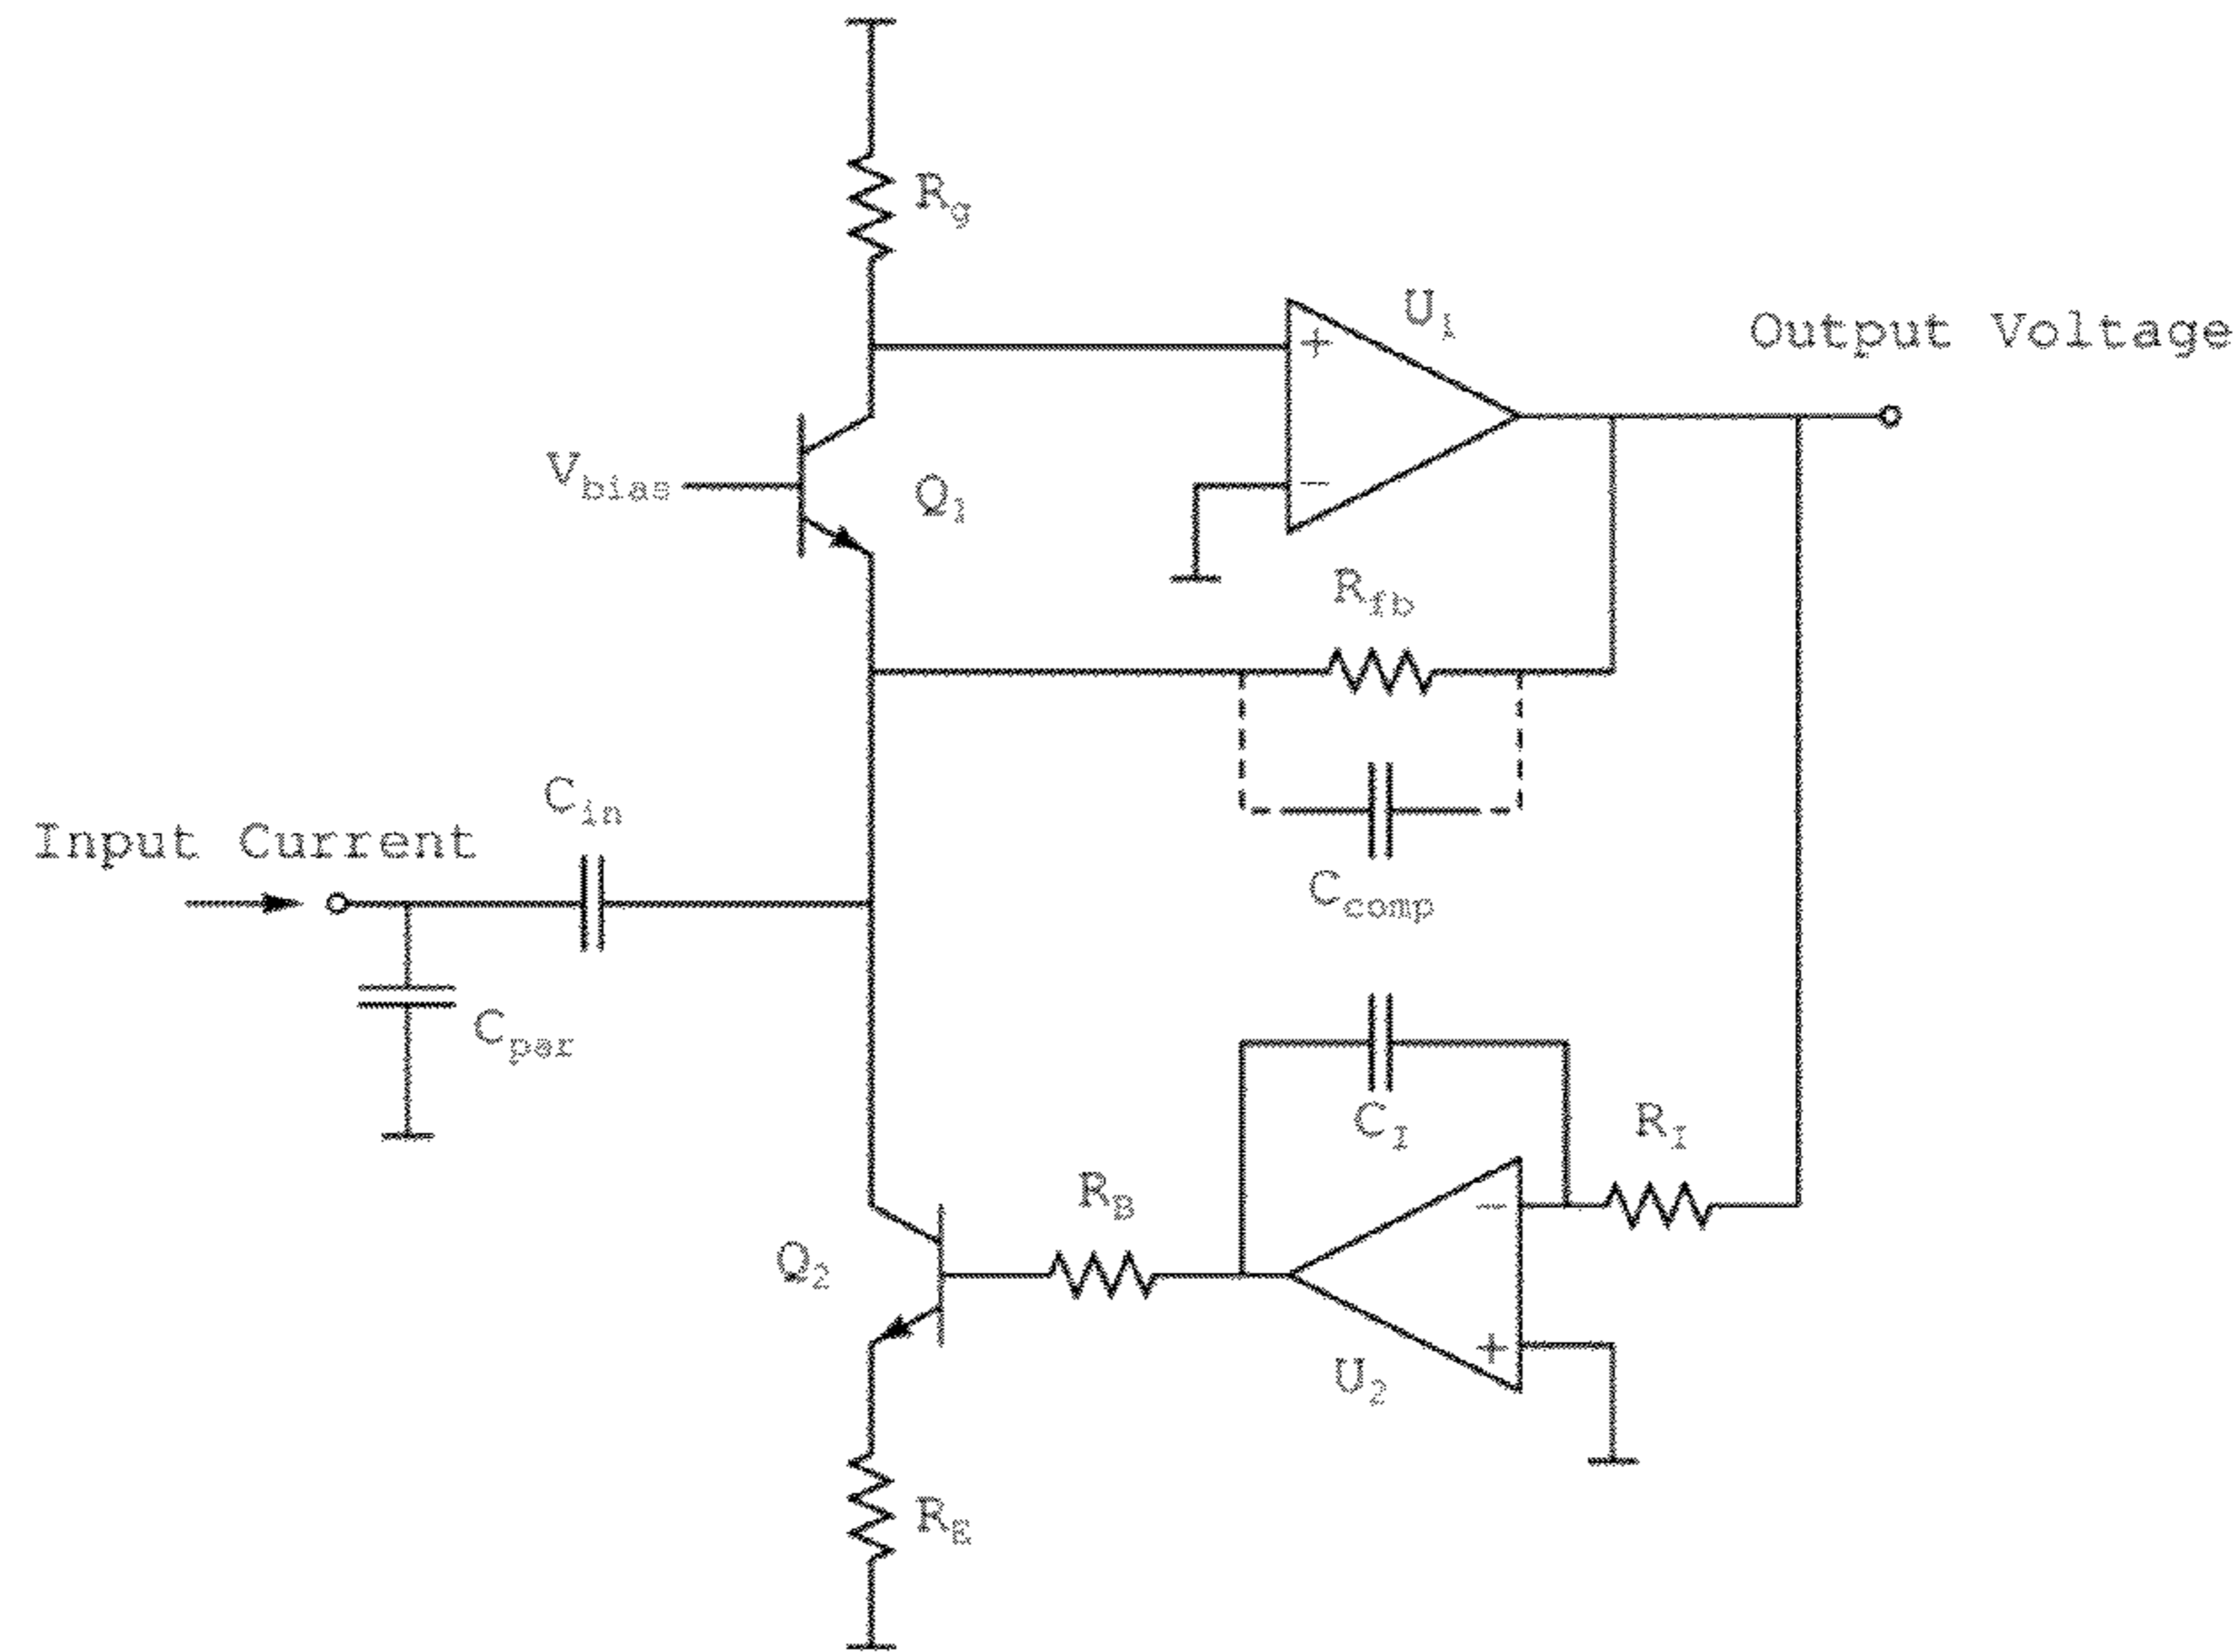 Rg
U1
Output Voltage
Vbias
Q1
+
−
Rfb
Cin
Input Current
Ccomp
Cpar
CI
RI
RB
Q2
−
+
U2
RE